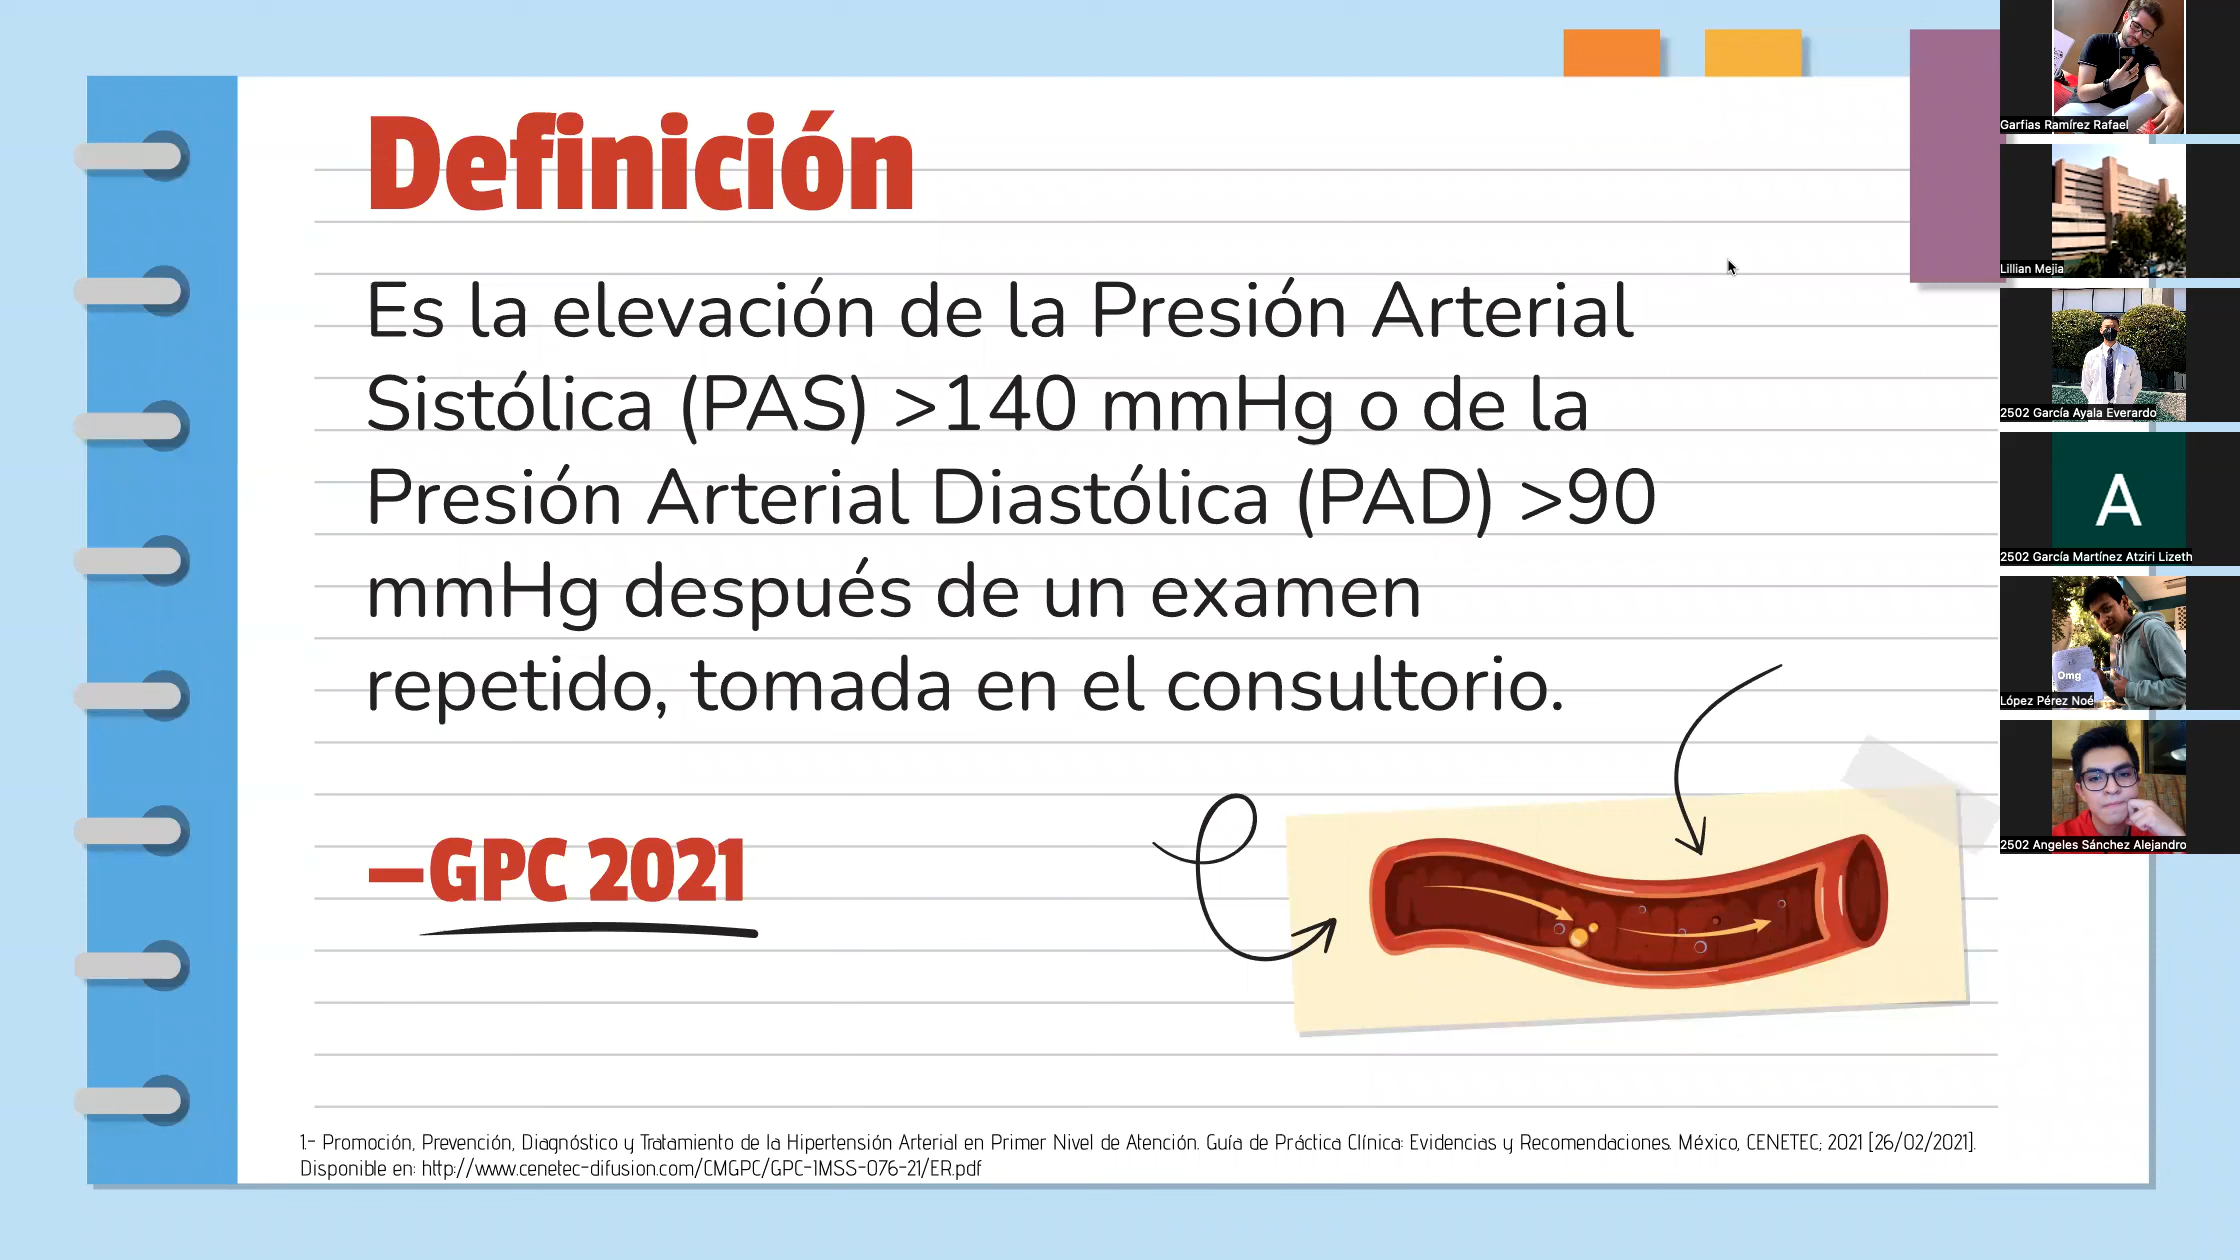 Definición
Es la elevación de la Presión Arterial
Sistólica (PAS) >140 mmHg o de la
Presión Arterial Diastólica (PAD) >90
mmHg después de un examen
repetido, tomada en el consultorio.
—GPC 2021
1.- Promoción, Prevención, Diagnóstico y Tratamiento de la Hipertensión Arterial en Primer Nivel de Atención. Guía de Práctica Clínica: Evidencias y Recomendaciones. México, CENETEC; 2021 [26/02/2021].
Disponible en: http://www.cenetec-difusion.com/CMGPC/GPC-IMSS-076-21/ER.pdf
Garfias Ramírez Rafael
Lillian Mejia
2502 García Ayala Everardo
A
2502 García Martínez Atziri Lizeth
Omg
López Pérez Noé
2502 Angeles Sánchez Alejandro